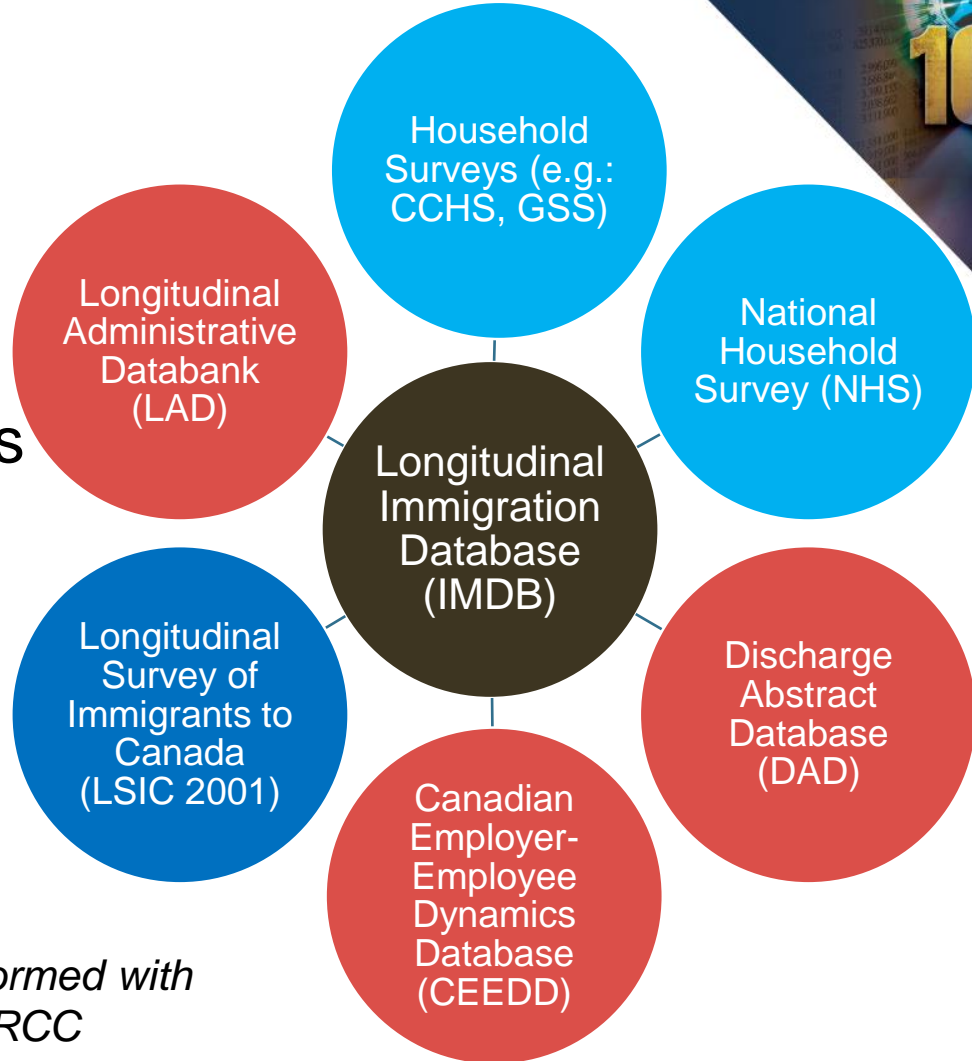 Household
Surveys (e.g.:
CCHS, GSS)
Longitudinal
Administrative
Databank
(LAD)
National
Household
Survey (NHS)
s
Longitudinal
Immigration
Database
(IMDB)
Longitudinal
Survey of
Immigrants to
Canada
(LSIC 2001)
Discharge
Abstract
Database
(DAD)
Canadian
Employer-
Employee
Dynamics
Database
(CEEDD)
ormed with
RCC
10